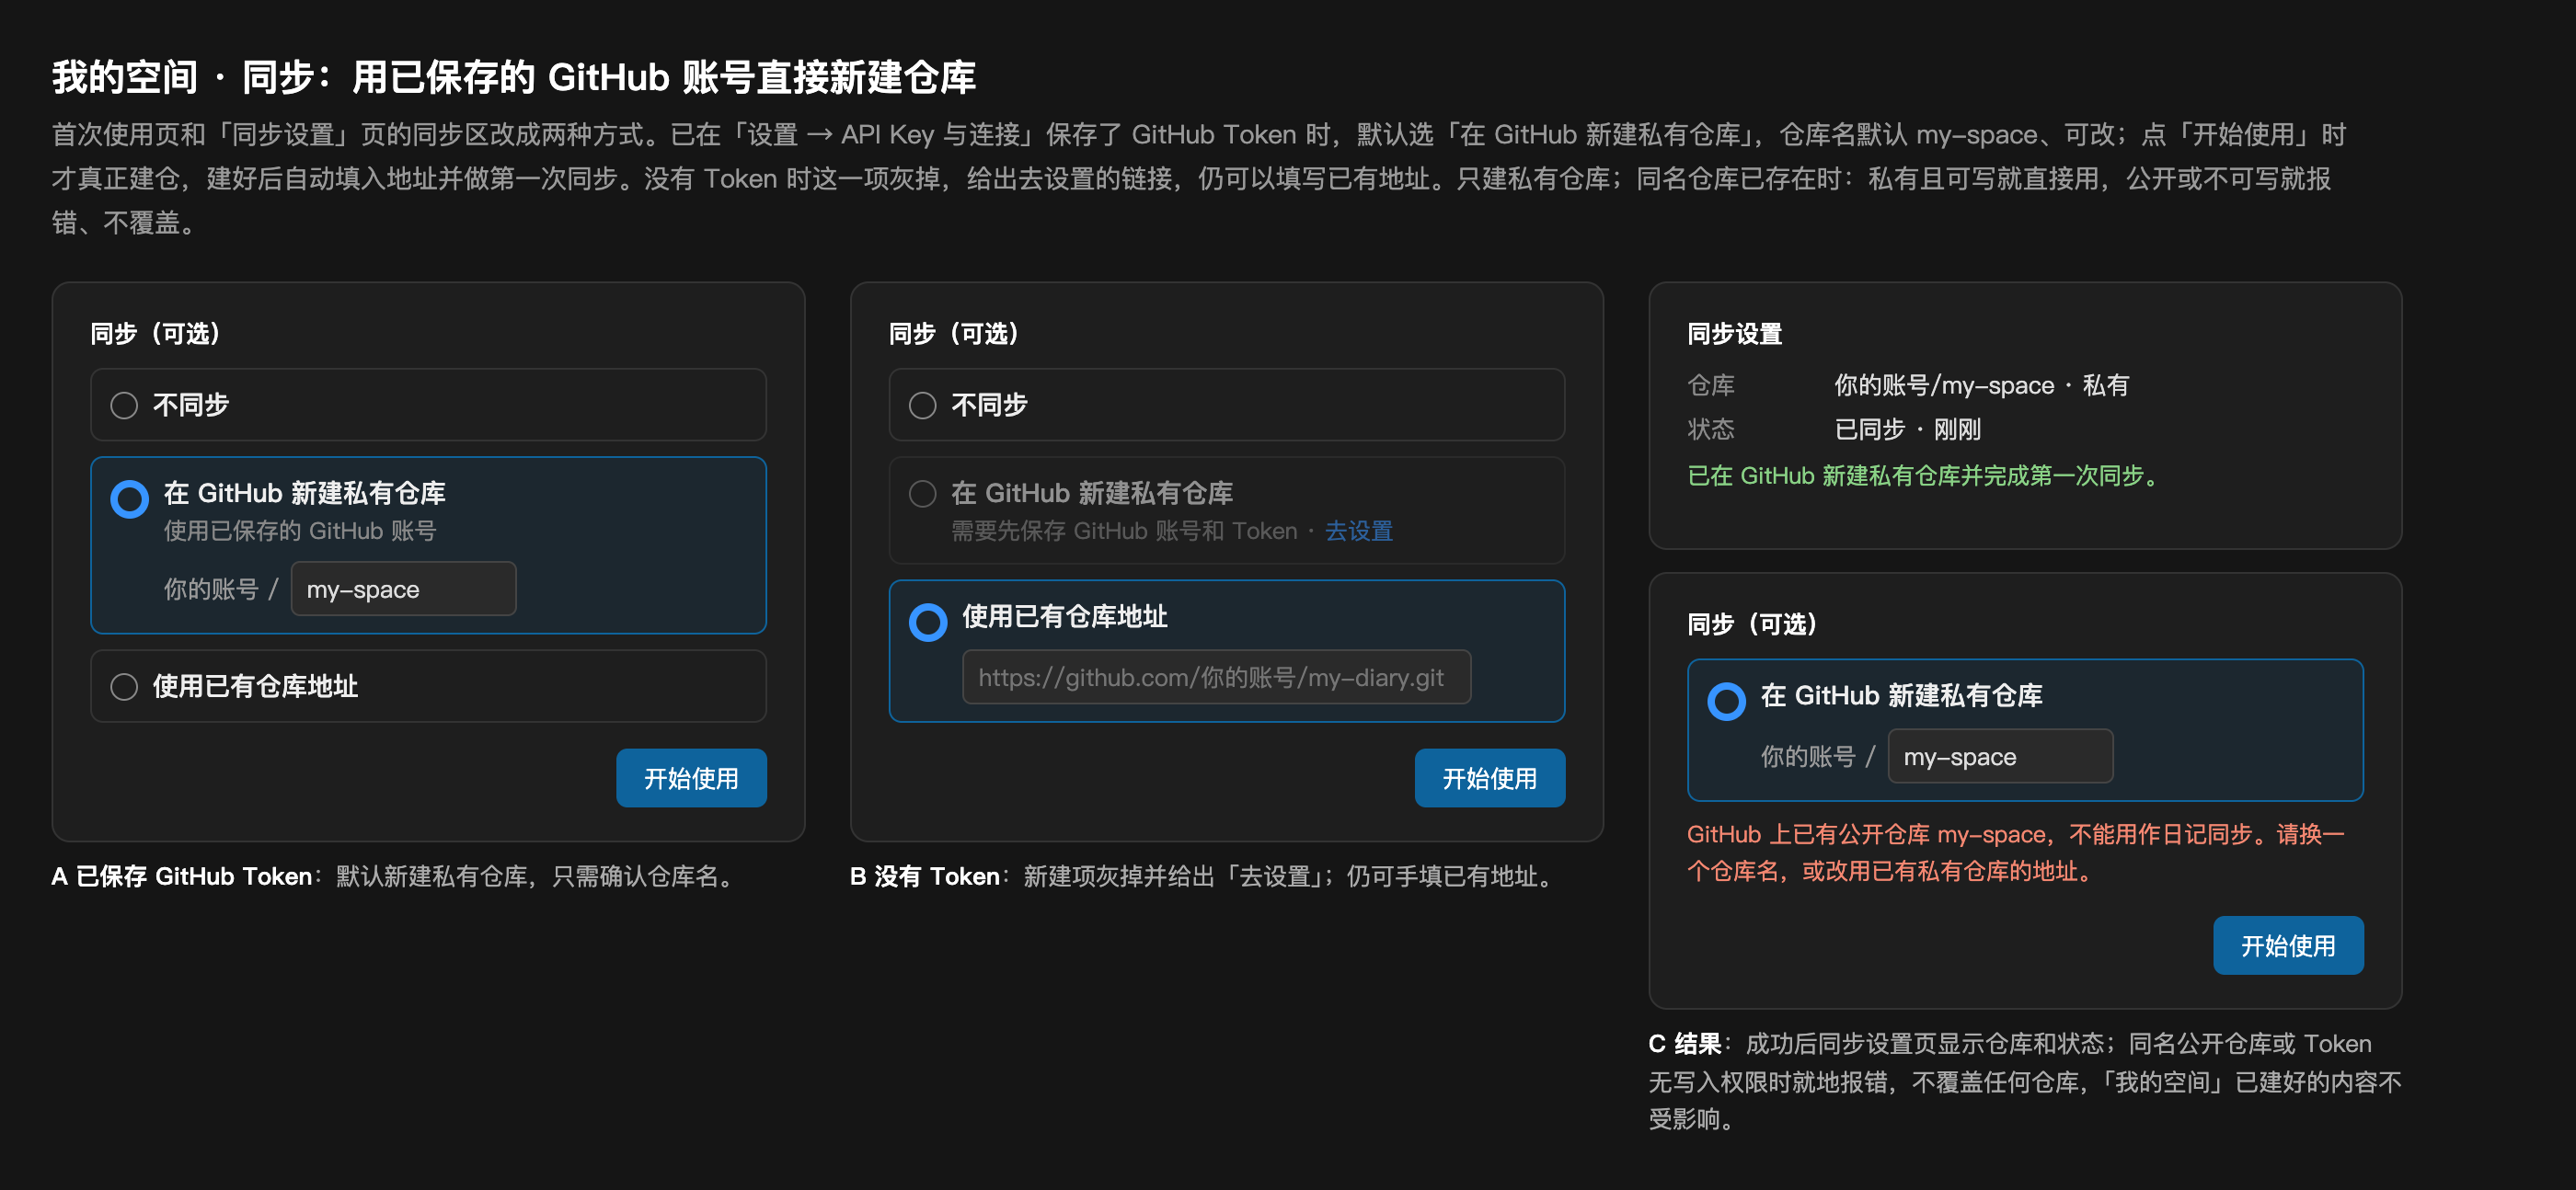 我的空间 · 同步：用已保存的 GitHub 账号直接新建仓库
首次使用页和「同步设置」页的同步区改成两种方式。已在「设置 → API Key 与连接」保存了 GitHub Token 时，默认选「在 GitHub 新建私有仓库」，仓库名默认 my-space、可改；点「开始使用」时
才真正建仓，建好后自动填入地址并做第一次同步。没有 Token 时这一项灰掉，给出去设置的链接，仍可以填写已有地址。只建私有仓库；同名仓库已存在时：私有且可写就直接用，公开或不可写就报
错、不覆盖。
同步（可选）
不同步
在 GitHub 新建私有仓库
使用已保存的 GitHub 账号
你的账号 / my-space
使用已有仓库地址
开始使用
A 已保存 GitHub Token：默认新建私有仓库，只需确认仓库名。
同步（可选）
不同步
在 GitHub 新建私有仓库
需要先保存 GitHub 账号和 Token · 去设置
使用已有仓库地址
https://github.com/你的账号/my-diary.git
开始使用
B 没有 Token：新建项灰掉并给出「去设置」；仍可手填已有地址。
同步设置
仓库 你的账号/my-space · 私有
状态 已同步 · 刚刚
已在 GitHub 新建私有仓库并完成第一次同步。
同步（可选）
在 GitHub 新建私有仓库
你的账号 / my-space
GitHub 上已有公开仓库 my-space，不能用作日记同步。请换一
个仓库名，或改用已有私有仓库的地址。
开始使用
C 结果：成功后同步设置页显示仓库和状态；同名公开仓库或 Token
无写入权限时就地报错，不覆盖任何仓库，「我的空间」已建好的内容不
受影响。